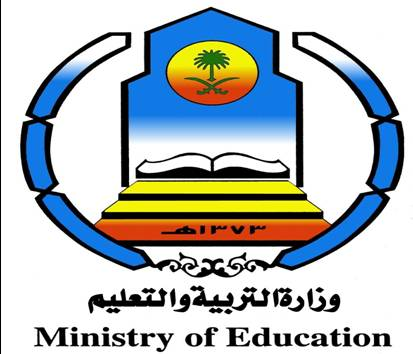 ١٣٧٣هـ
وزارة التربية والتعليم
Ministry of Education